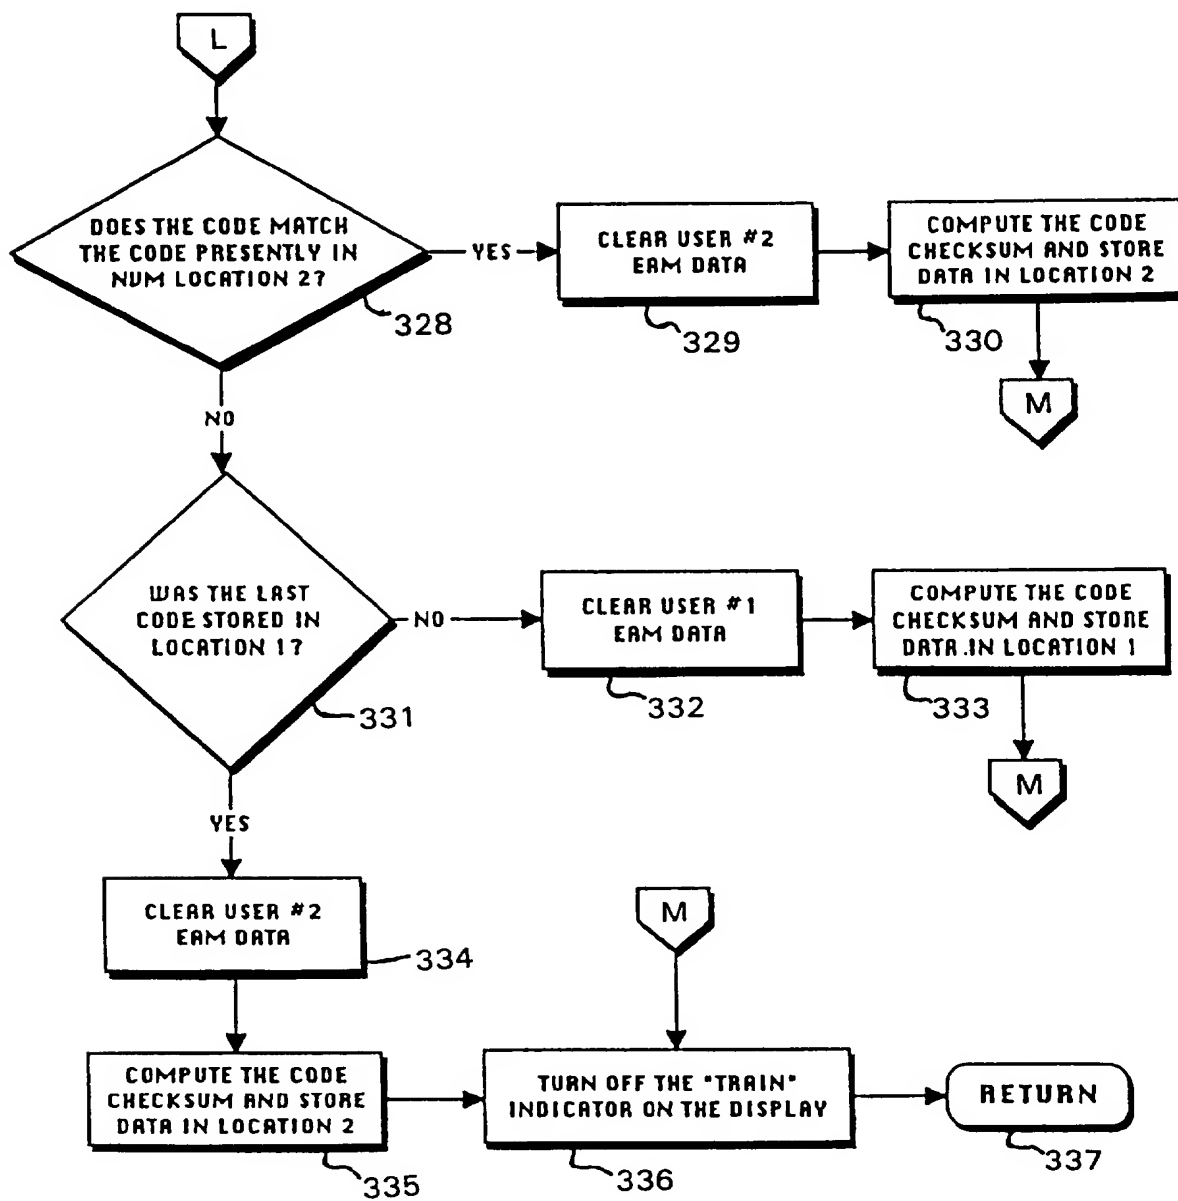 L
DOES THE CODE MATCH
THE CODE PRESENTLY IN
NVM LOCATION 2?
328
YES
CLEAR USER #2
EAM DATA
329
COMPUTE THE CODE
CHECKSUM AND STORE
DATA IN LOCATION 2
330
M
NO
WAS THE LAST
CODE STORED IN
LOCATION 1?
331
NO
CLEAR USER #1
EAM DATA
332
COMPUTE THE CODE
CHECKSUM AND STORE
DATA.IN LOCATION 1
333
M
YES
CLEAR USER #2
EAM DATA
334
COMPUTE THE CODE
CHECKSUM AND STORE
DATA IN LOCATION 2
335
M
TURN OFF THE "TRAIN"
INDICATOR ON THE DISPLAY
336
RETURN
337